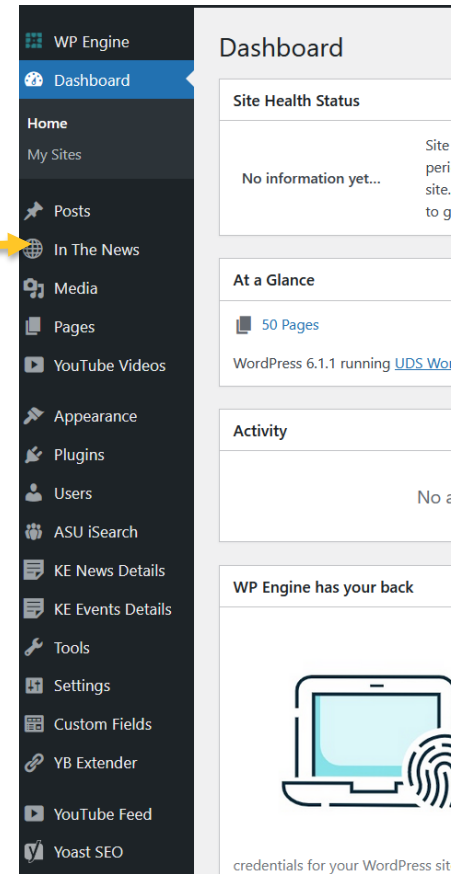 WP Engine
Dashboard
Home
My Sites
Posts
In The News
Media
Pages
YouTube Videos
Appearance
Plugins
Users
ASU iSearch
KE News Details
KE Events Details
Tools
Settings
Custom Fields
YB Extender
YouTube Feed
Yoast SEO
Dashboard
Site Health Status
No information yet...
Site
peri
site.
to g
At a Glance
50 Pages
WordPress 6.1.1 running UDS Wor
Activity
No a
WP Engine has your back
credentials for your WordPress sit